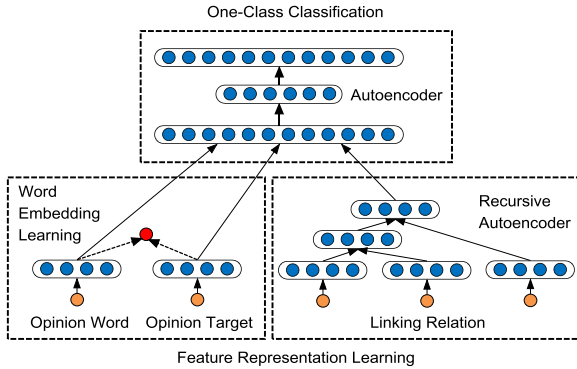 One-Class Classification
Autoencoder
Word
Embedding
Learning
Recursive
Autoencoder
Opinion Word
Opinion Target
Linking Relation
Feature Representation Learning